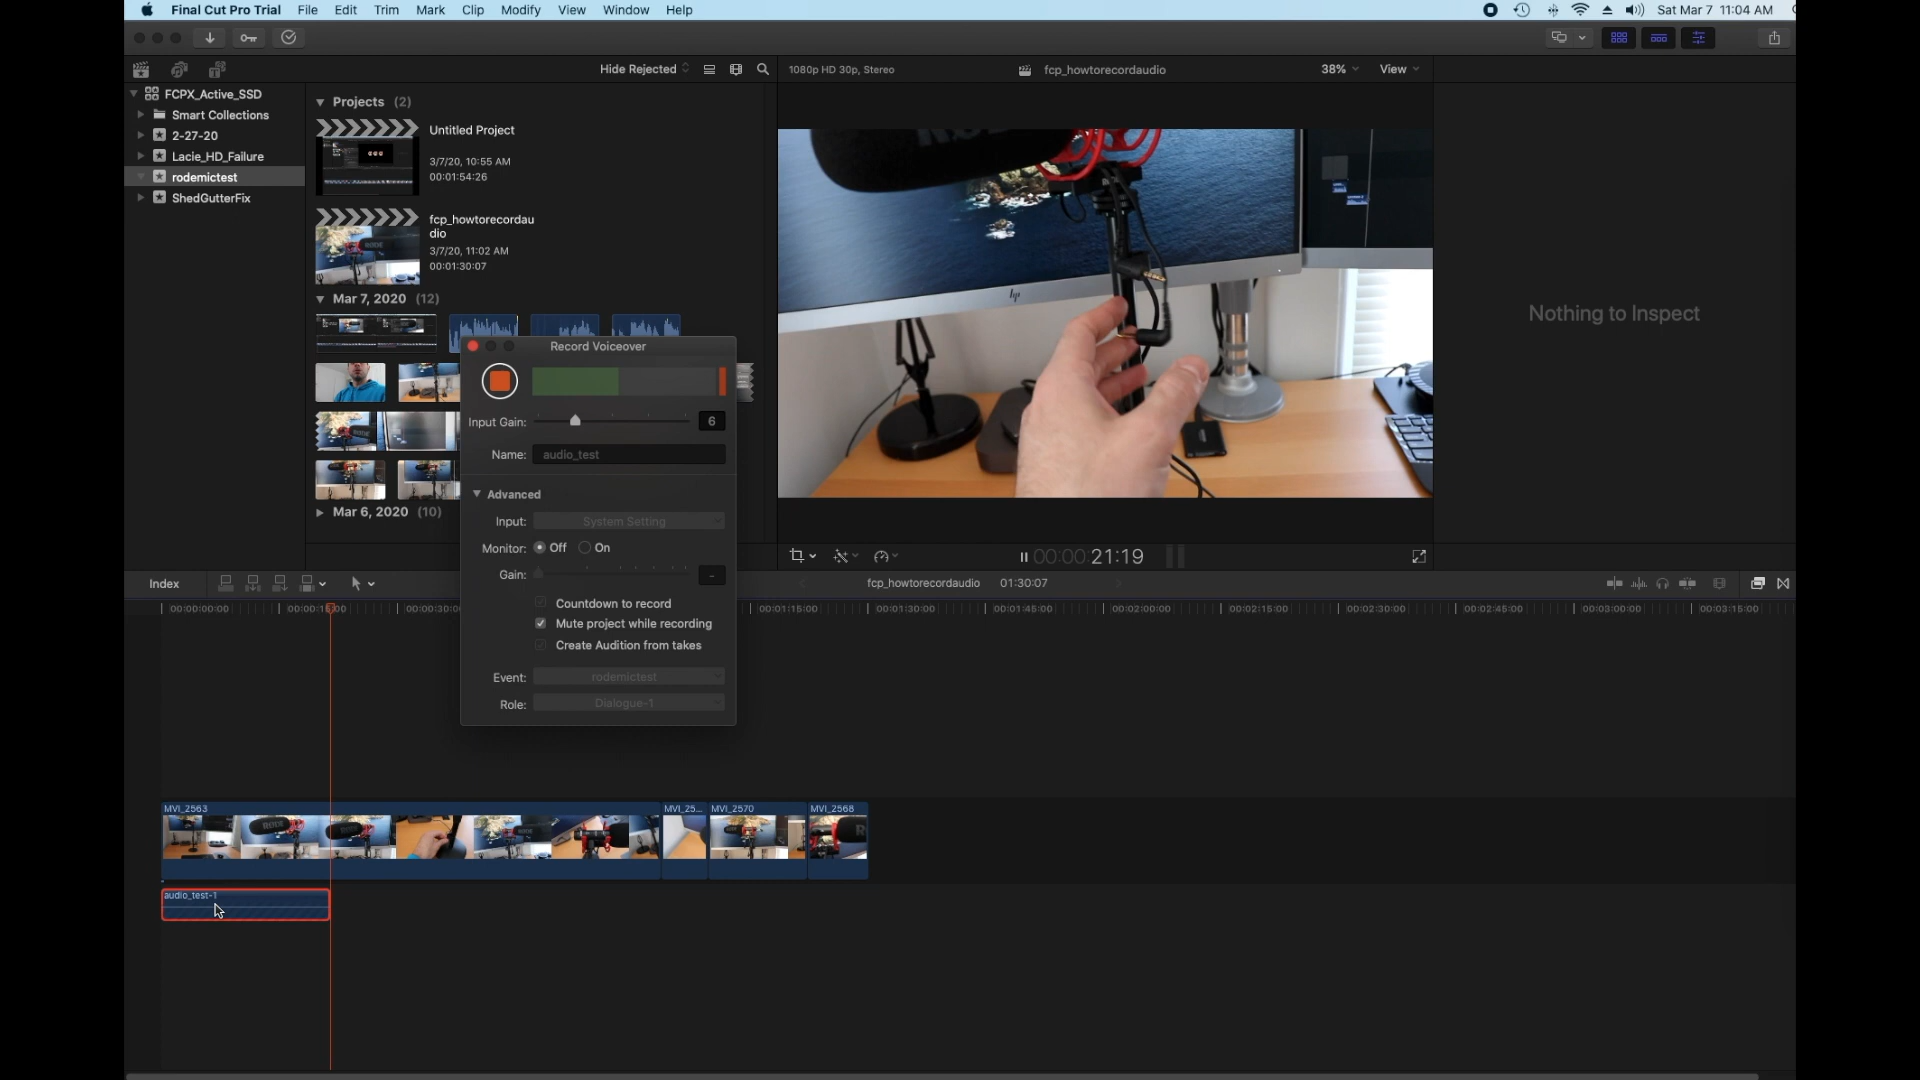 Final Cut Pro Trial File Edit Trim Mark Clip Modify View Window Help Sat Mar 7 11:04 AM
Hide Rejected 1080p HD 30p, Stereo fcp_howtorecordaudio 38% View
FCPX_Active_SSD
Smart Collections
2-27-20
Lacie_HD_Failure
rodemictest
ShedGutterFix
Projects (2)
Untitled Project
3/7/20, 10:55 AM
00:01:54:26
fcp_howtorecordau
dio
3/7/20, 11:02 AM
00:01:30:07
Mar 7, 2020 (12)
Mar 6, 2020 (10)
Record Voiceover
Input Gain: 6
Name: audio_test
Advanced
Input: System Setting
Monitor: Off On
Gain: -
Countdown to record
Mute project while recording
Create Audition from takes
Event: rodemictest
Role: Dialogue-1
hp
Nothing to Inspect
00:00:21:19
Index fcp_howtorecordaudio 01:30:07
00:00:00:00 00:00:30:0 00:01:15:00 00:01:30:00 00:01:45:00 00:02:00:00 00:02:15:00 00:02:30:00 00:02:45:00 00:03:00:00 00:03:15:00
MVI_2563 MVI_25... MVI_2570 MVI_2568
audio_test-1